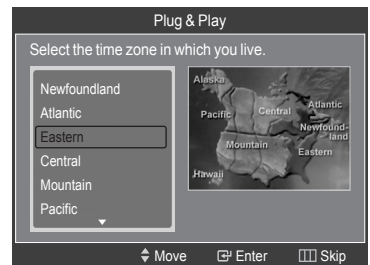 Plug & Play
Select the time zone in which you live.
Newfoundland
Atlantic
Eastern
Central
Mountain
Pacific
Alaska
Pacific
Central
Atlantic
Newfound-
land
Mountain
Eastern
Hawaii
Move Enter Skip